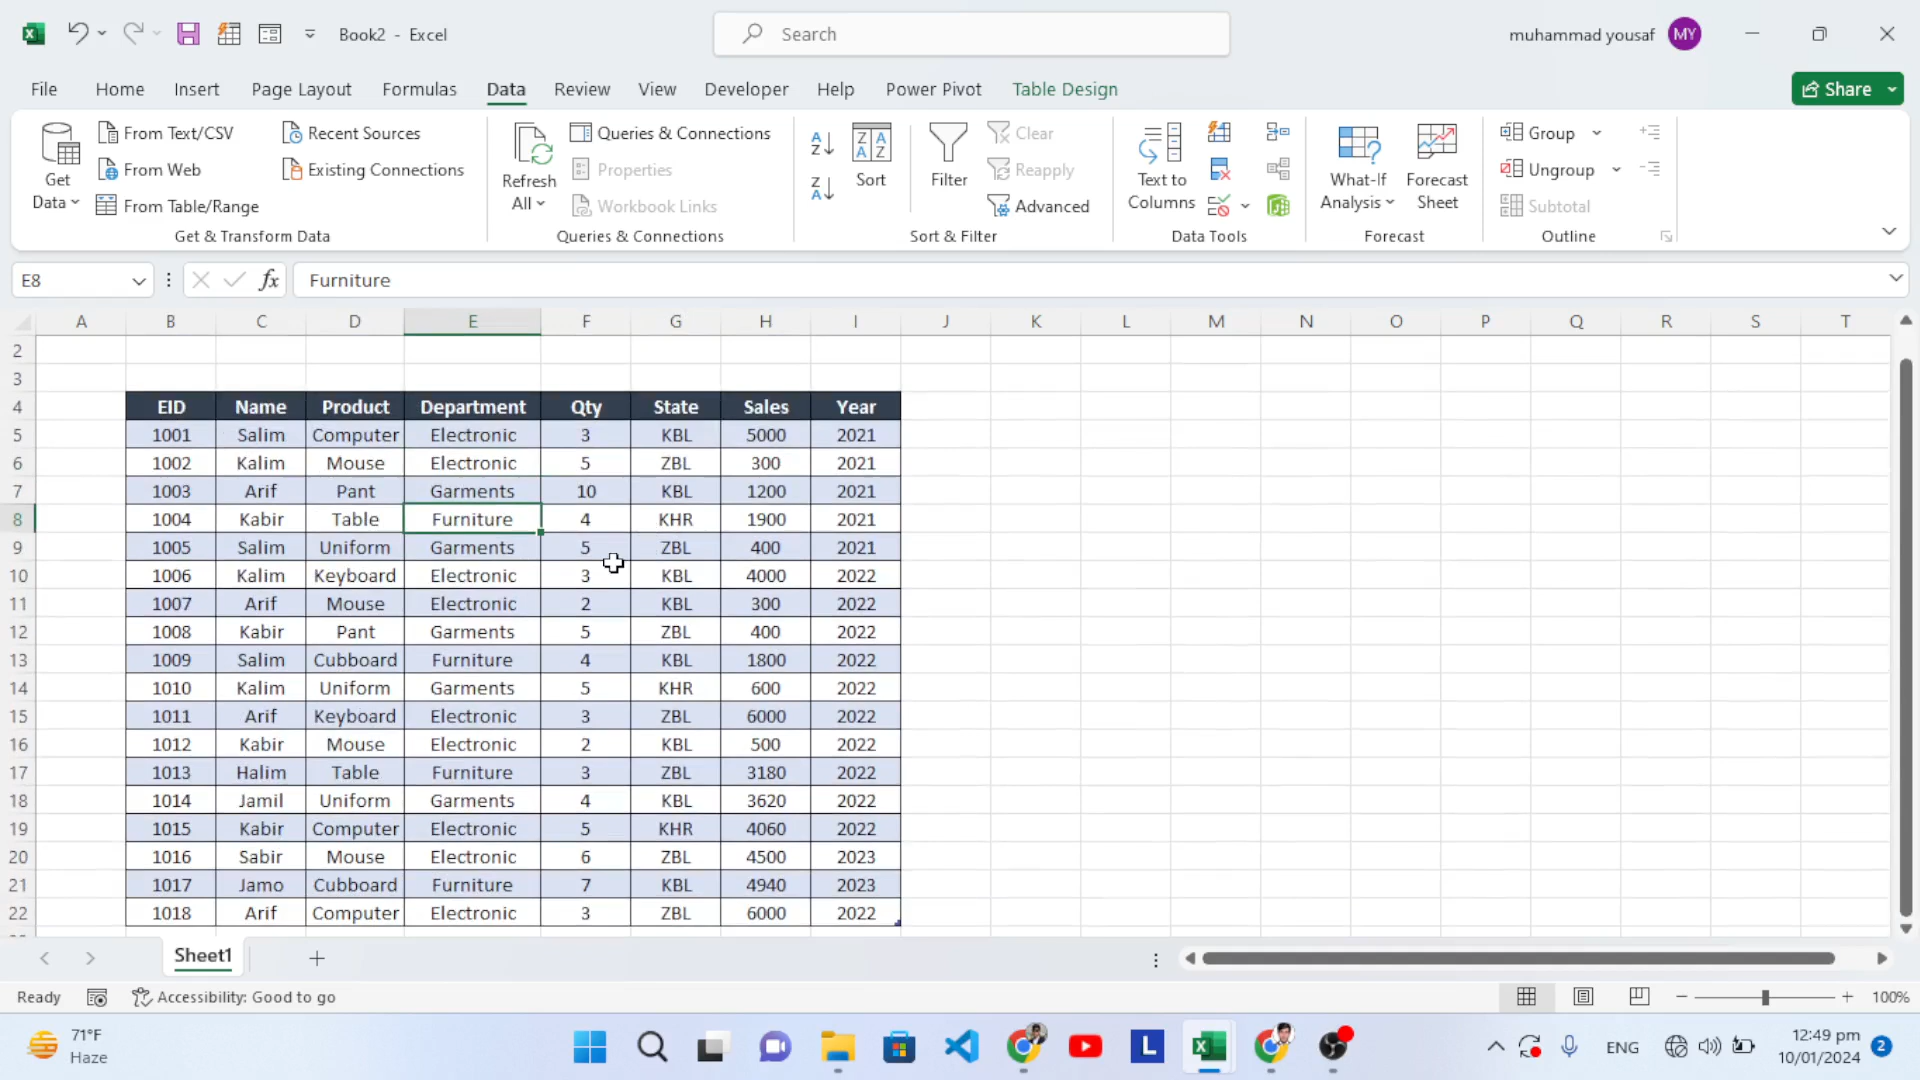 Book2 - Excel
Search
muhammad yousaf MY
File Home Insert Page Layout Formulas Data Review View Developer Help Power Pivot Table Design Share
Get Data
From Text/CSV
From Web
From Table/Range
Recent Sources
Existing Connections
Get & Transform Data
Refresh All
Queries & Connections
Properties
Workbook Links
Queries & Connections
Sort
Filter
Clear
Reapply
Advanced
Sort & Filter
Text to Columns
Data Tools
What-If Analysis
Forecast Sheet
Forecast
Group
Ungroup
Subtotal
Outline
E8 fx Furniture
A B C D E F G H I J K L M N O P Q R S T
2
3
4 EID Name Product Department Qty State Sales Year
5 1001 Salim Computer Electronic 3 KBL 5000 2021
6 1002 Kalim Mouse Electronic 5 ZBL 300 2021
7 1003 Arif Pant Garments 10 KBL 1200 2021
8 1004 Kabir Table Furniture 4 KHR 1900 2021
9 1005 Salim Uniform Garments 5 ZBL 400 2021
10 1006 Kalim Keyboard Electronic 3 KBL 4000 2022
11 1007 Arif Mouse Electronic 2 KBL 300 2022
12 1008 Kabir Pant Garments 5 ZBL 400 2022
13 1009 Salim Cubboard Furniture 4 KBL 1800 2022
14 1010 Kalim Uniform Garments 5 KHR 600 2022
15 1011 Arif Keyboard Electronic 3 ZBL 6000 2022
16 1012 Kabir Mouse Electronic 2 KBL 500 2022
17 1013 Halim Table Furniture 3 ZBL 3180 2022
18 1014 Jamil Uniform Garments 4 KBL 3620 2022
19 1015 Kabir Computer Electronic 5 KHR 4060 2022
20 1016 Sabir Mouse Electronic 6 ZBL 4500 2023
21 1017 Jamo Cubboard Furniture 7 KBL 4940 2023
22 1018 Arif Computer Electronic 3 ZBL 6000 2022
Sheet1
Ready Accessibility: Good to go 100%
71°F
Haze
L
ENG
12:49 pm
10/01/2024
2